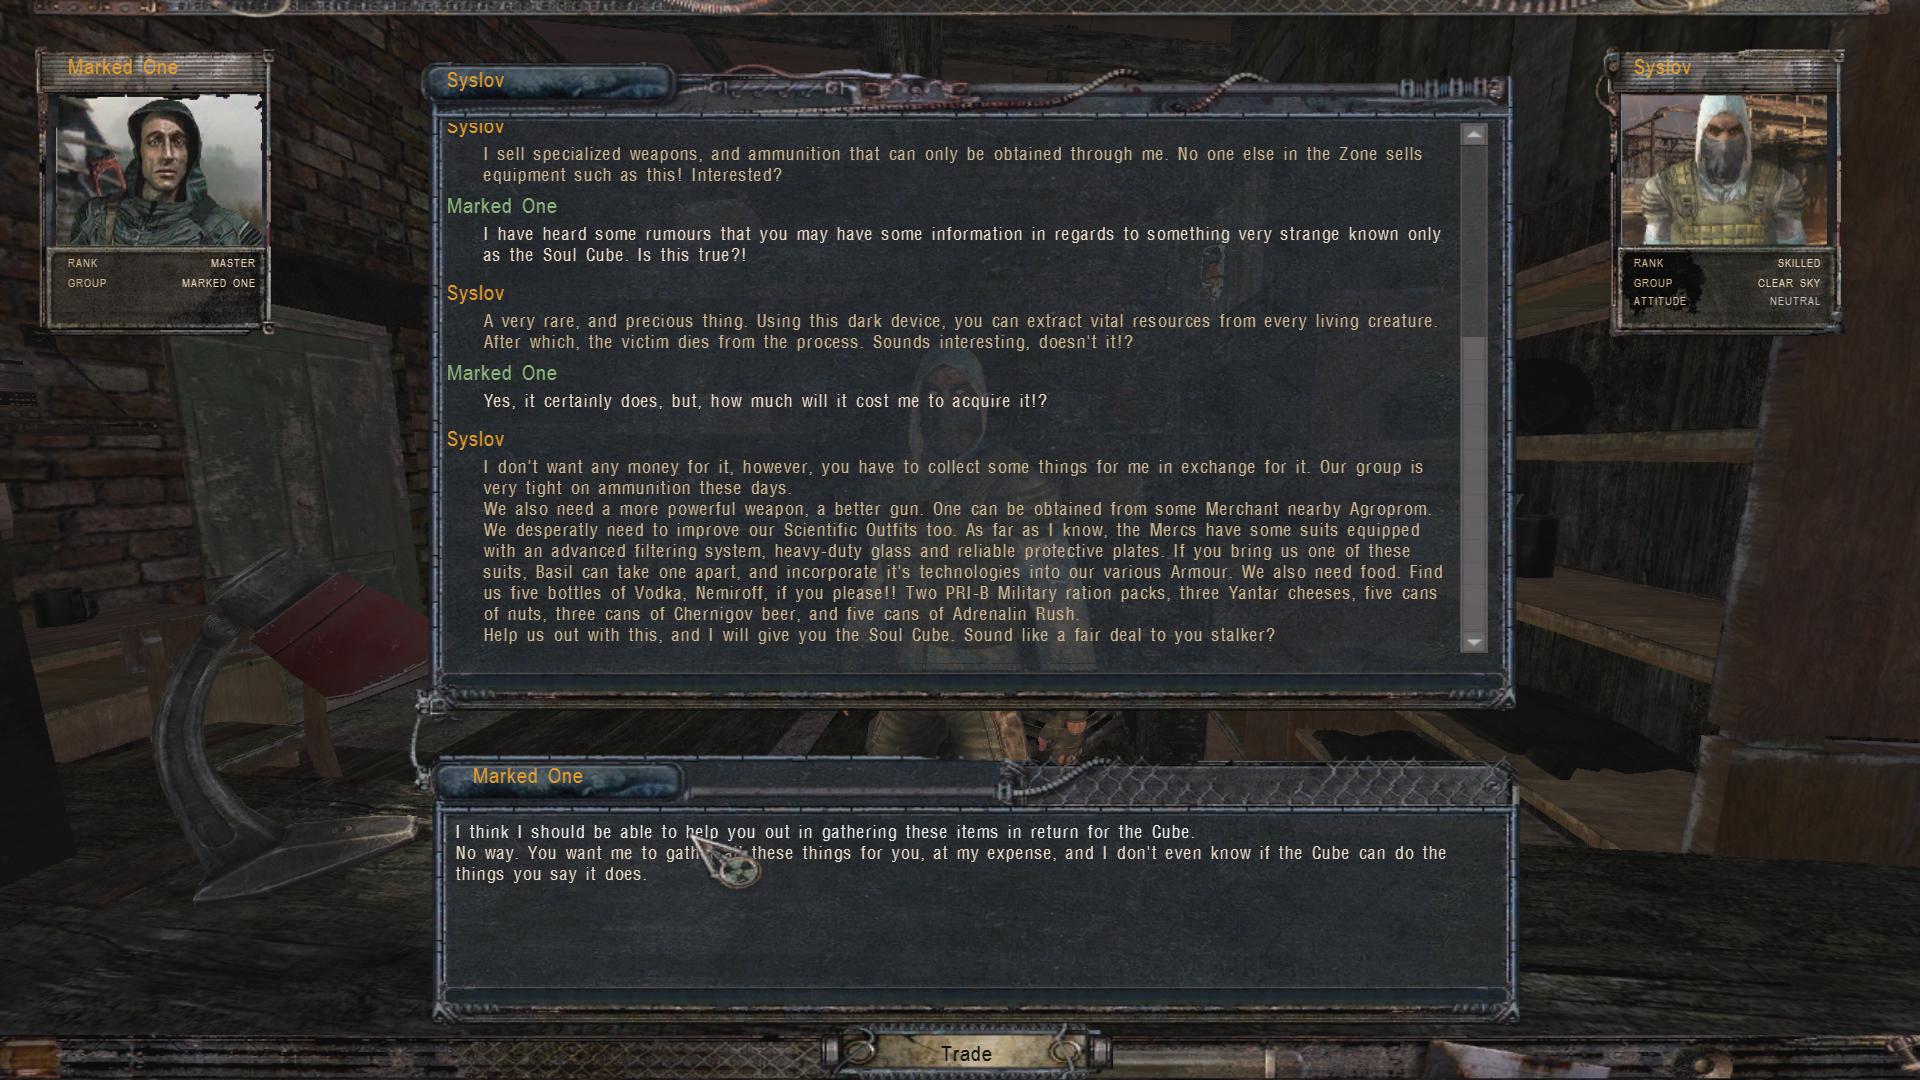 Marked One
RANK MASTER
GROUP MARKED ONE
Syslov
Syslov
I sell specialized weapons, and ammunition that can only be obtained through me. No one else in the Zone sells
equipment such as this! Interested?
Marked One
I have heard some rumours that you may have some information in regards to something very strange known only
as the Soul Cube. Is this true?!
Syslov
A very rare, and precious thing. Using this dark device, you can extract vital resources from every living creature.
After which, the victim dies from the process. Sounds interesting, doesn't it!?
Marked One
Yes, it certainly does, but, how much will it cost me to acquire it!?
Syslov
I don't want any money for it, however, you have to collect some things for me in exchange for it. Our group is
very tight on ammunition these days.
We also need a more powerful weapon, a better gun. One can be obtained from some Merchant nearby Agroprom.
We desperatly need to improve our Scientific Outfits too. As far as I know, the Mercs have some suits equipped
with an advanced filtering system, heavy-duty glass and reliable protective plates. If you bring us one of these
suits, Basil can take one apart, and incorporate it's technologies into our various Armour. We also need food. Find
us five bottles of Vodka, Nemiroff, if you please!! Two PRI-B Military ration packs, three Yantar cheeses, five cans
of nuts, three cans of Chernigov beer, and five cans of Adrenalin Rush.
Help us out with this, and I will give you the Soul Cube. Sound like a fair deal to you stalker?
Syslov
RANK SKILLED
GROUP CLEAR SKY
ATTITUDE NEUTRAL
Marked One
I think I should be able to help you out in gathering these items in return for the Cube.
No way. You want me to these things for you, at my expense, and I don't even know if the Cube can do the
things you say it does.
Trade